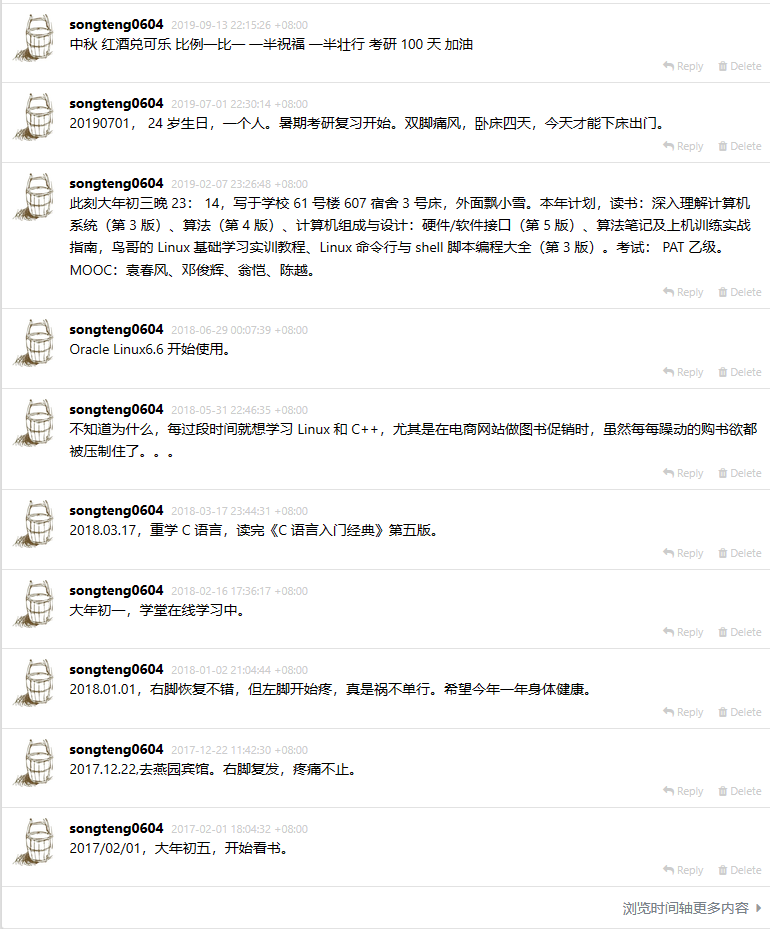 songteng0604 2019-09-13 22:15:26 +08:00
中秋 红酒兑可乐 比例一比一 一半祝福 一半壮行 考研 100 天 加油
Reply Delete
songteng0604 2019-07-01 22:30:14 +08:00
20190701， 24 岁生日，一个人。暑期考研复习开始。双脚痛风，卧床四天，今天才能下床出门。
Reply Delete
songteng0604 2019-02-07 23:26:48 +08:00
此刻大年初三晚 23： 14，写于学校 61 号楼 607 宿舍 3 号床，外面飘小雪。本年计划，读书：深入理解计算机
系统（第 3 版）、算法（第 4 版）、计算机组成与设计：硬件/软件接口（第 5 版）、算法笔记及上机训练实战
指南，鸟哥的 Linux 基础学习实训教程、Linux 命令行与 shell 脚本编程大全（第 3 版）。考试： PAT 乙级。
MOOC：袁春风、邓俊辉、翁恺、陈越。
Reply Delete
songteng0604 2018-06-29 00:07:39 +08:00
Oracle Linux6.6 开始使用。
Reply Delete
songteng0604 2018-05-31 22:46:35 +08:00
不知道为什么，每过段时间就想学习 Linux 和 C++，尤其是在电商网站做图书促销时，虽然每每躁动的购书欲都
被压制住了。。。
Reply Delete
songteng0604 2018-03-17 23:44:31 +08:00
2018.03.17，重学 C 语言，读完《C 语言入门经典》第五版。
Reply Delete
songteng0604 2018-02-16 17:36:17 +08:00
大年初一，学堂在线学习中。
Reply Delete
songteng0604 2018-01-02 21:04:44 +08:00
2018.01.01，右脚恢复不错，但左脚开始疼，真是祸不单行。希望今年一年身体健康。
Reply Delete
songteng0604 2017-12-22 11:42:30 +08:00
2017.12.22,去燕园宾馆。右脚复发，疼痛不止。
Reply Delete
songteng0604 2017-02-01 18:04:32 +08:00
2017/02/01，大年初五，开始看书。
Reply Delete
浏览时间轴更多内容